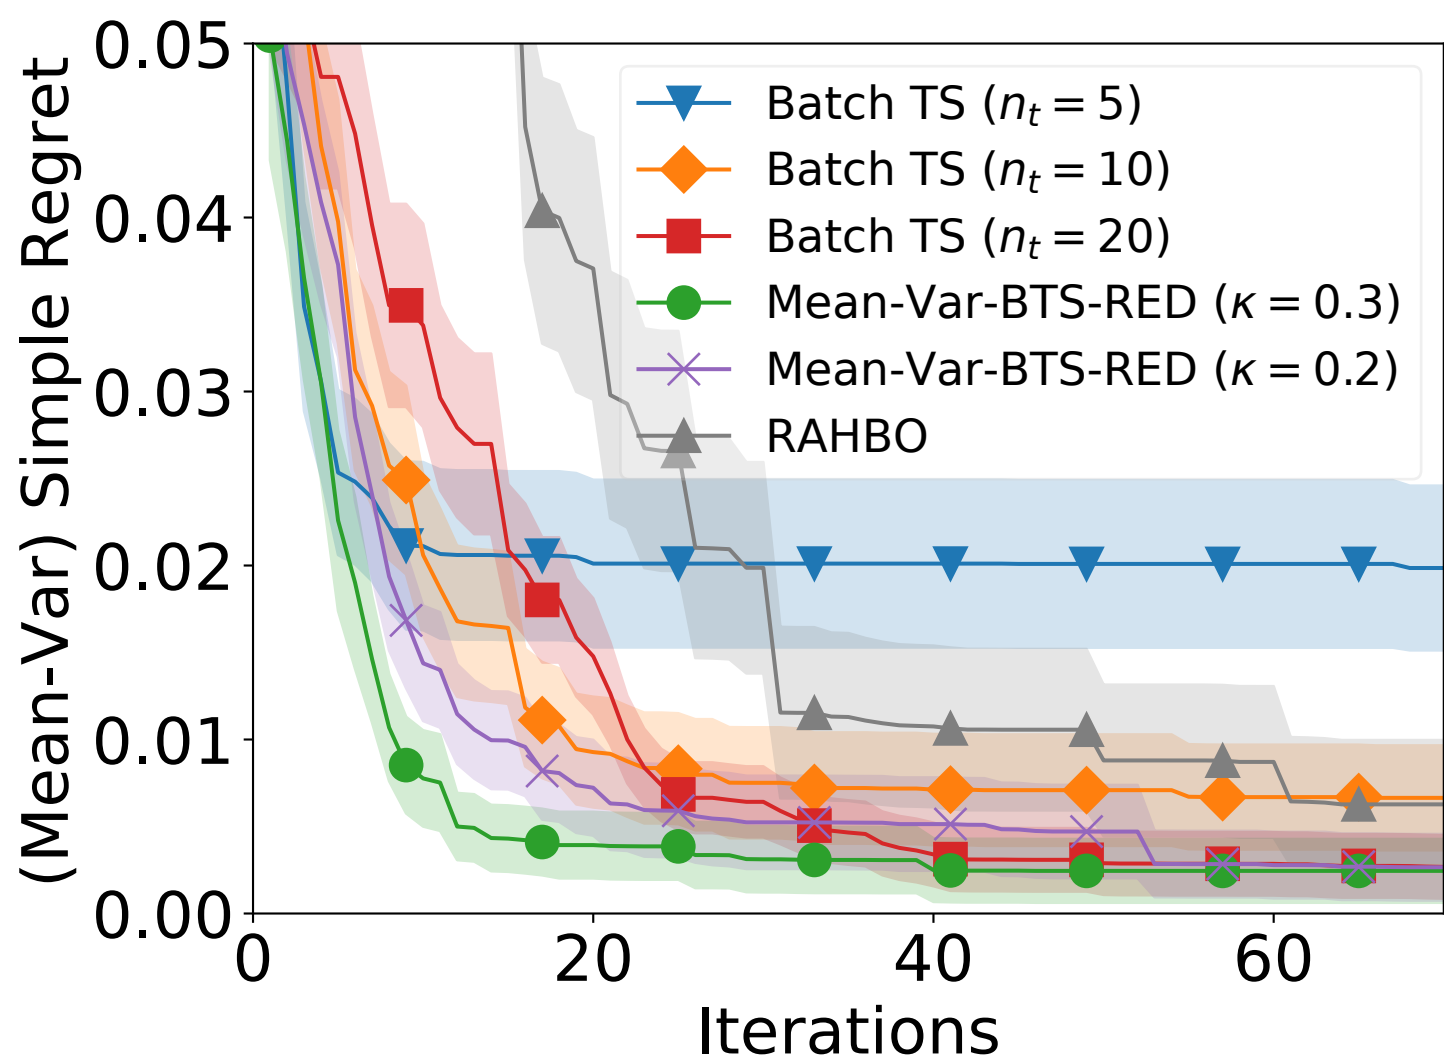 (Mean-Var) Simple Regret
0.05
0.04
0.03
0.02
0.01
0.00
0
20
40
60
Iterations
Batch TS ($n_t = 5$)
Batch TS ($n_t = 10$)
Batch TS ($n_t = 20$)
Mean-Var-BTS-RED ($\kappa = 0.3$)
Mean-Var-BTS-RED ($\kappa = 0.2$)
RAHBO